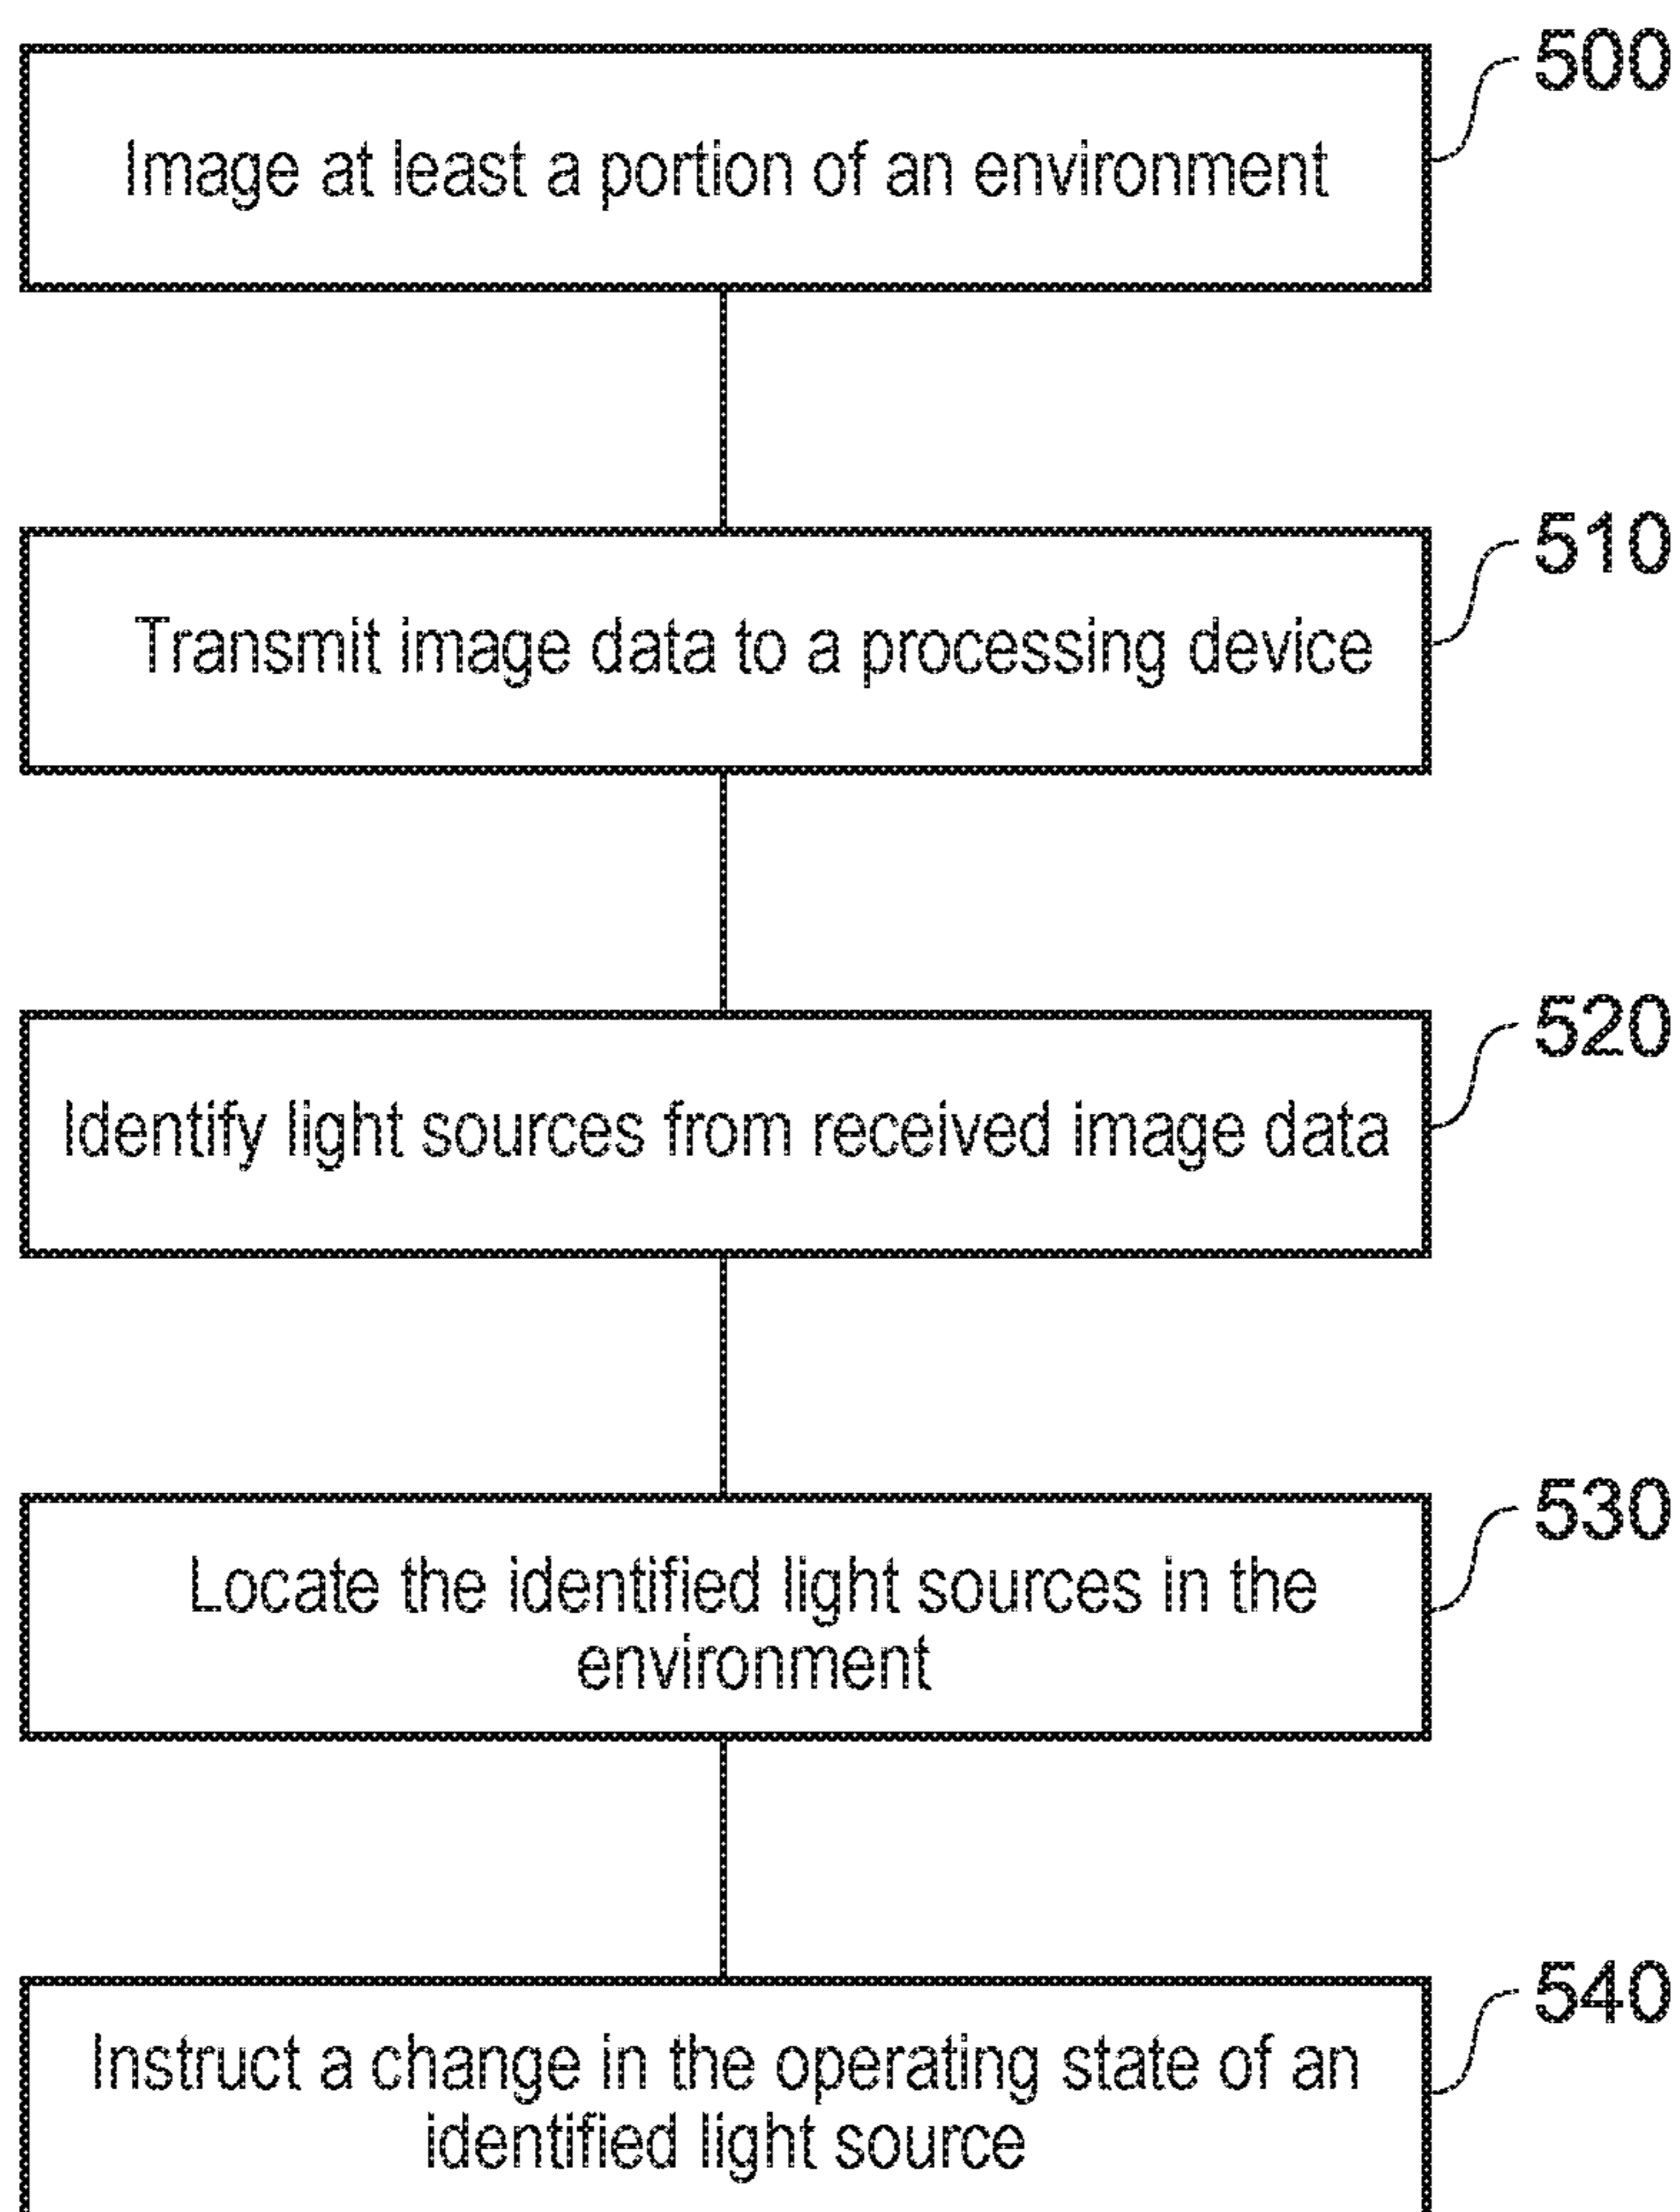 500
Image at least a portion of an environment
510
Transmit image data to a processing device
520
Identify light sources from received image data
530
Locate the identified light sources in the
environment
540
Instruct a change in the operating state of an
identified light source